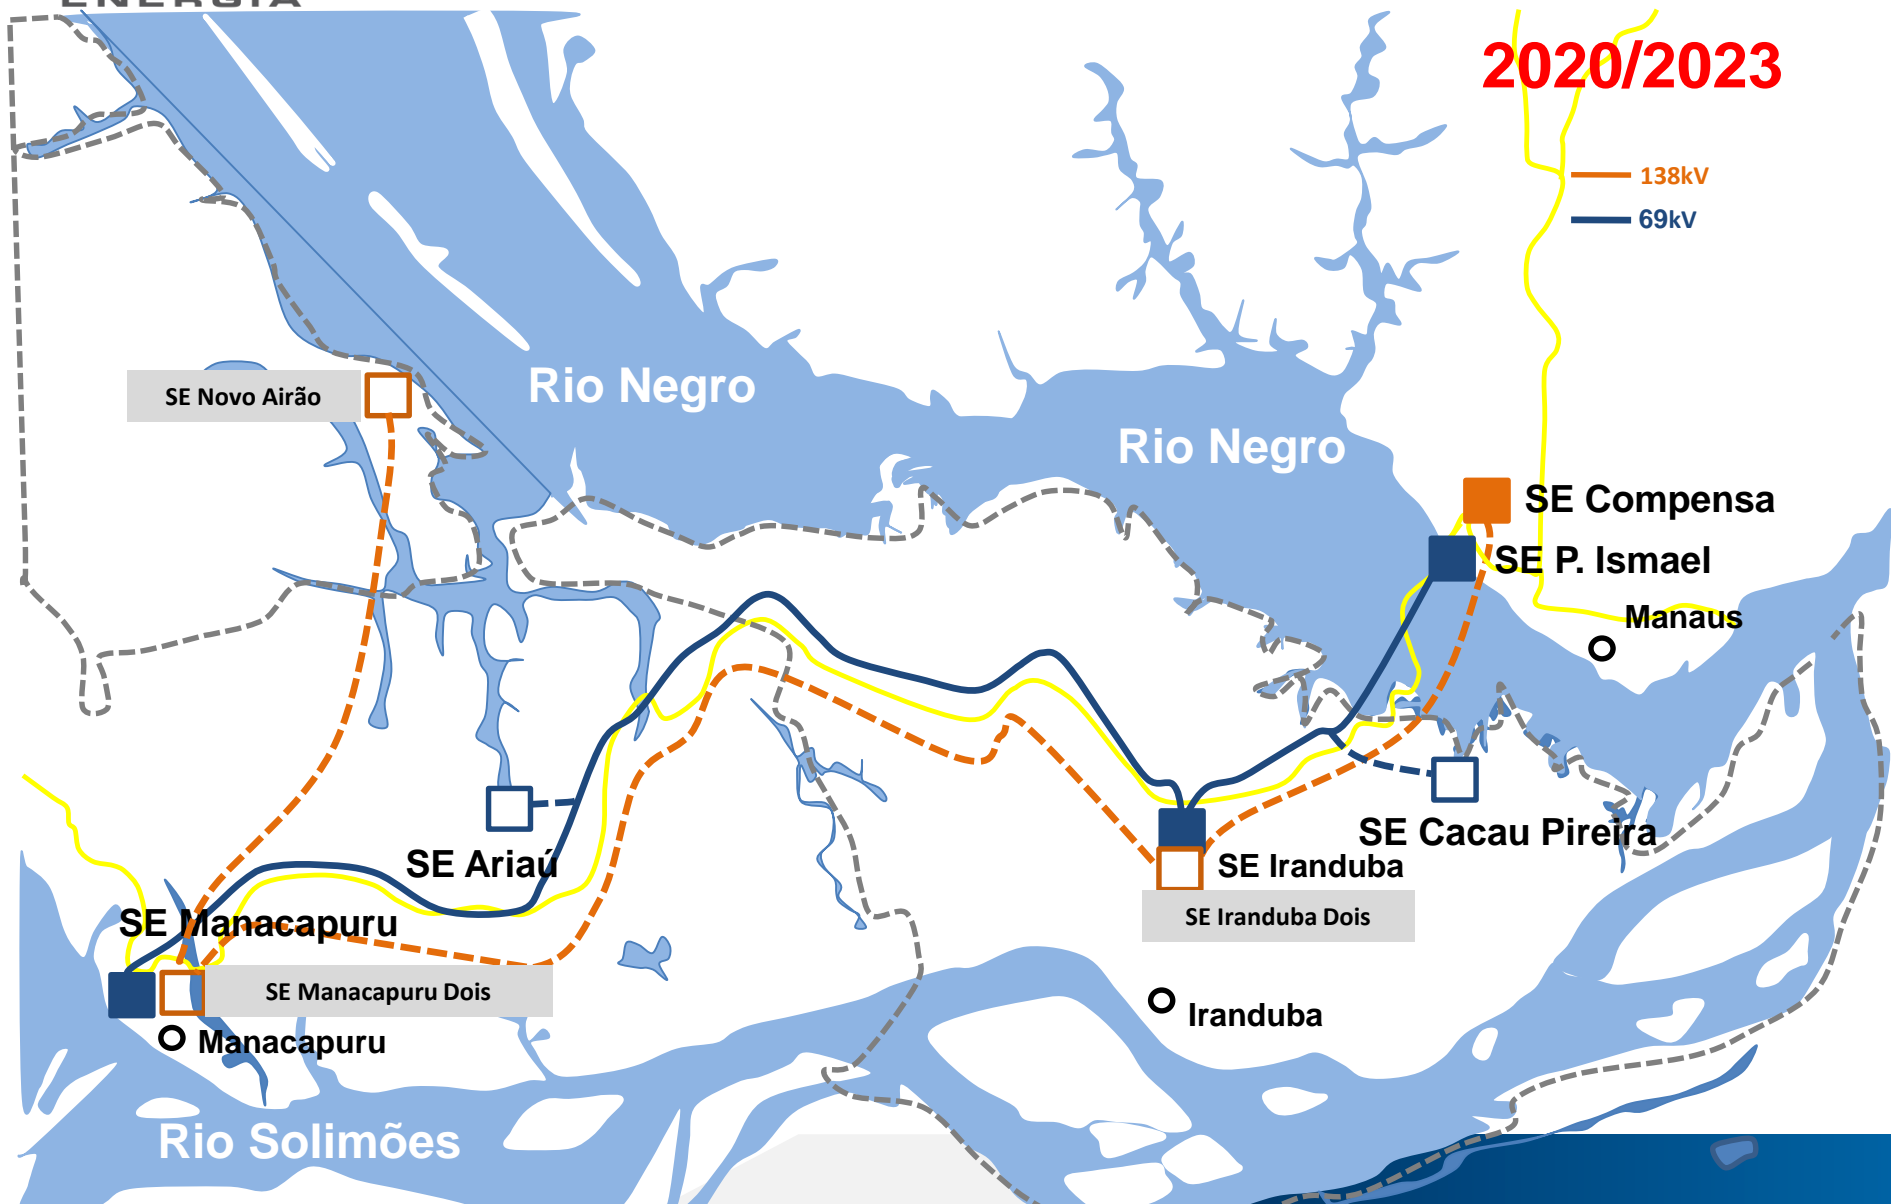 ENERGIA
2020/2023
138kV
69kV
Rio Negro
SE Novo Airão
Rio Negro
SE Compensa
SE P. Ismael
Manaus
SE Cacau Pireira
SE Ariaú
SE Iranduba
SE Iranduba Dois
SE Manacapuru
SE Manacapuru Dois
Iranduba
Manacapuru
Rio Solimões